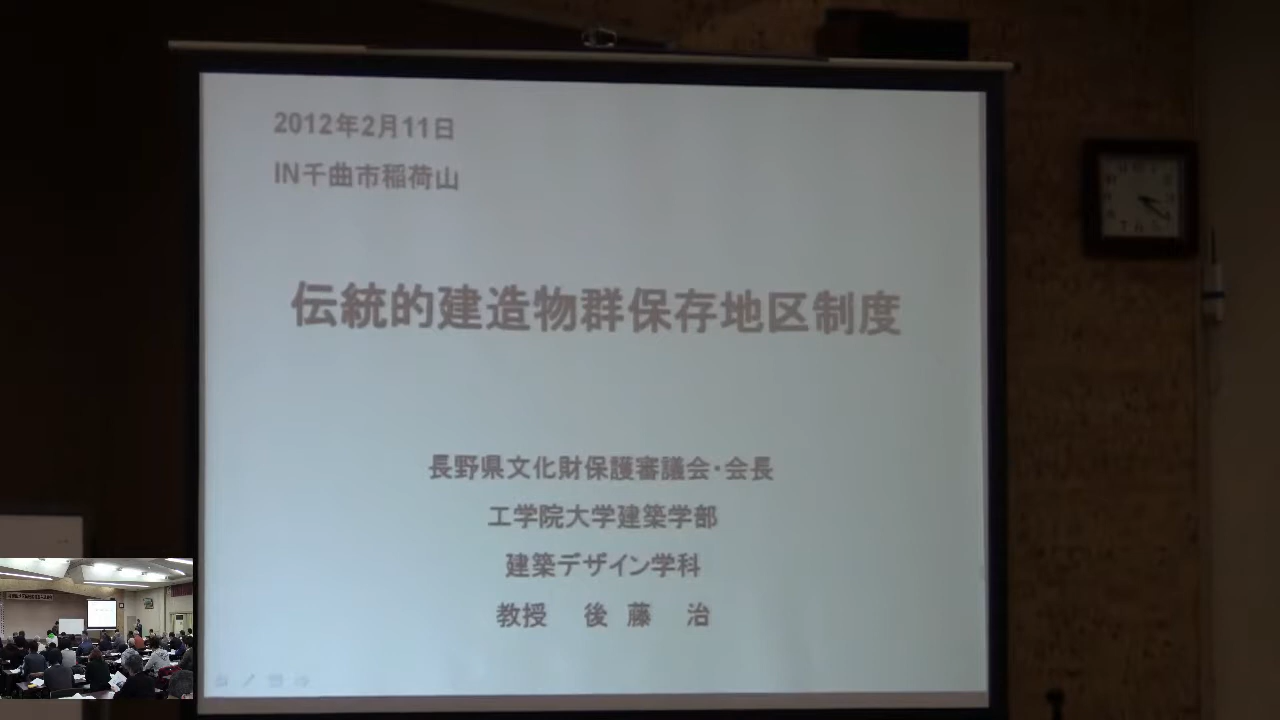 2012年2月11日
IN千曲市稲荷山
伝統的建造物群保存地区制度
長野県文化財保護審議会・会長
工学院大学建築学部
建築デザイン学科
教授 後 藤 治